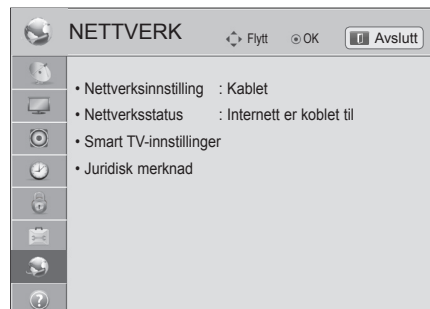 NETTVERK Flytt OK Avslutt
• Nettverksinnstilling : Kablet
• Nettverksstatus : Internett er koblet til
• Smart TV-innstillinger
• Juridisk merknad